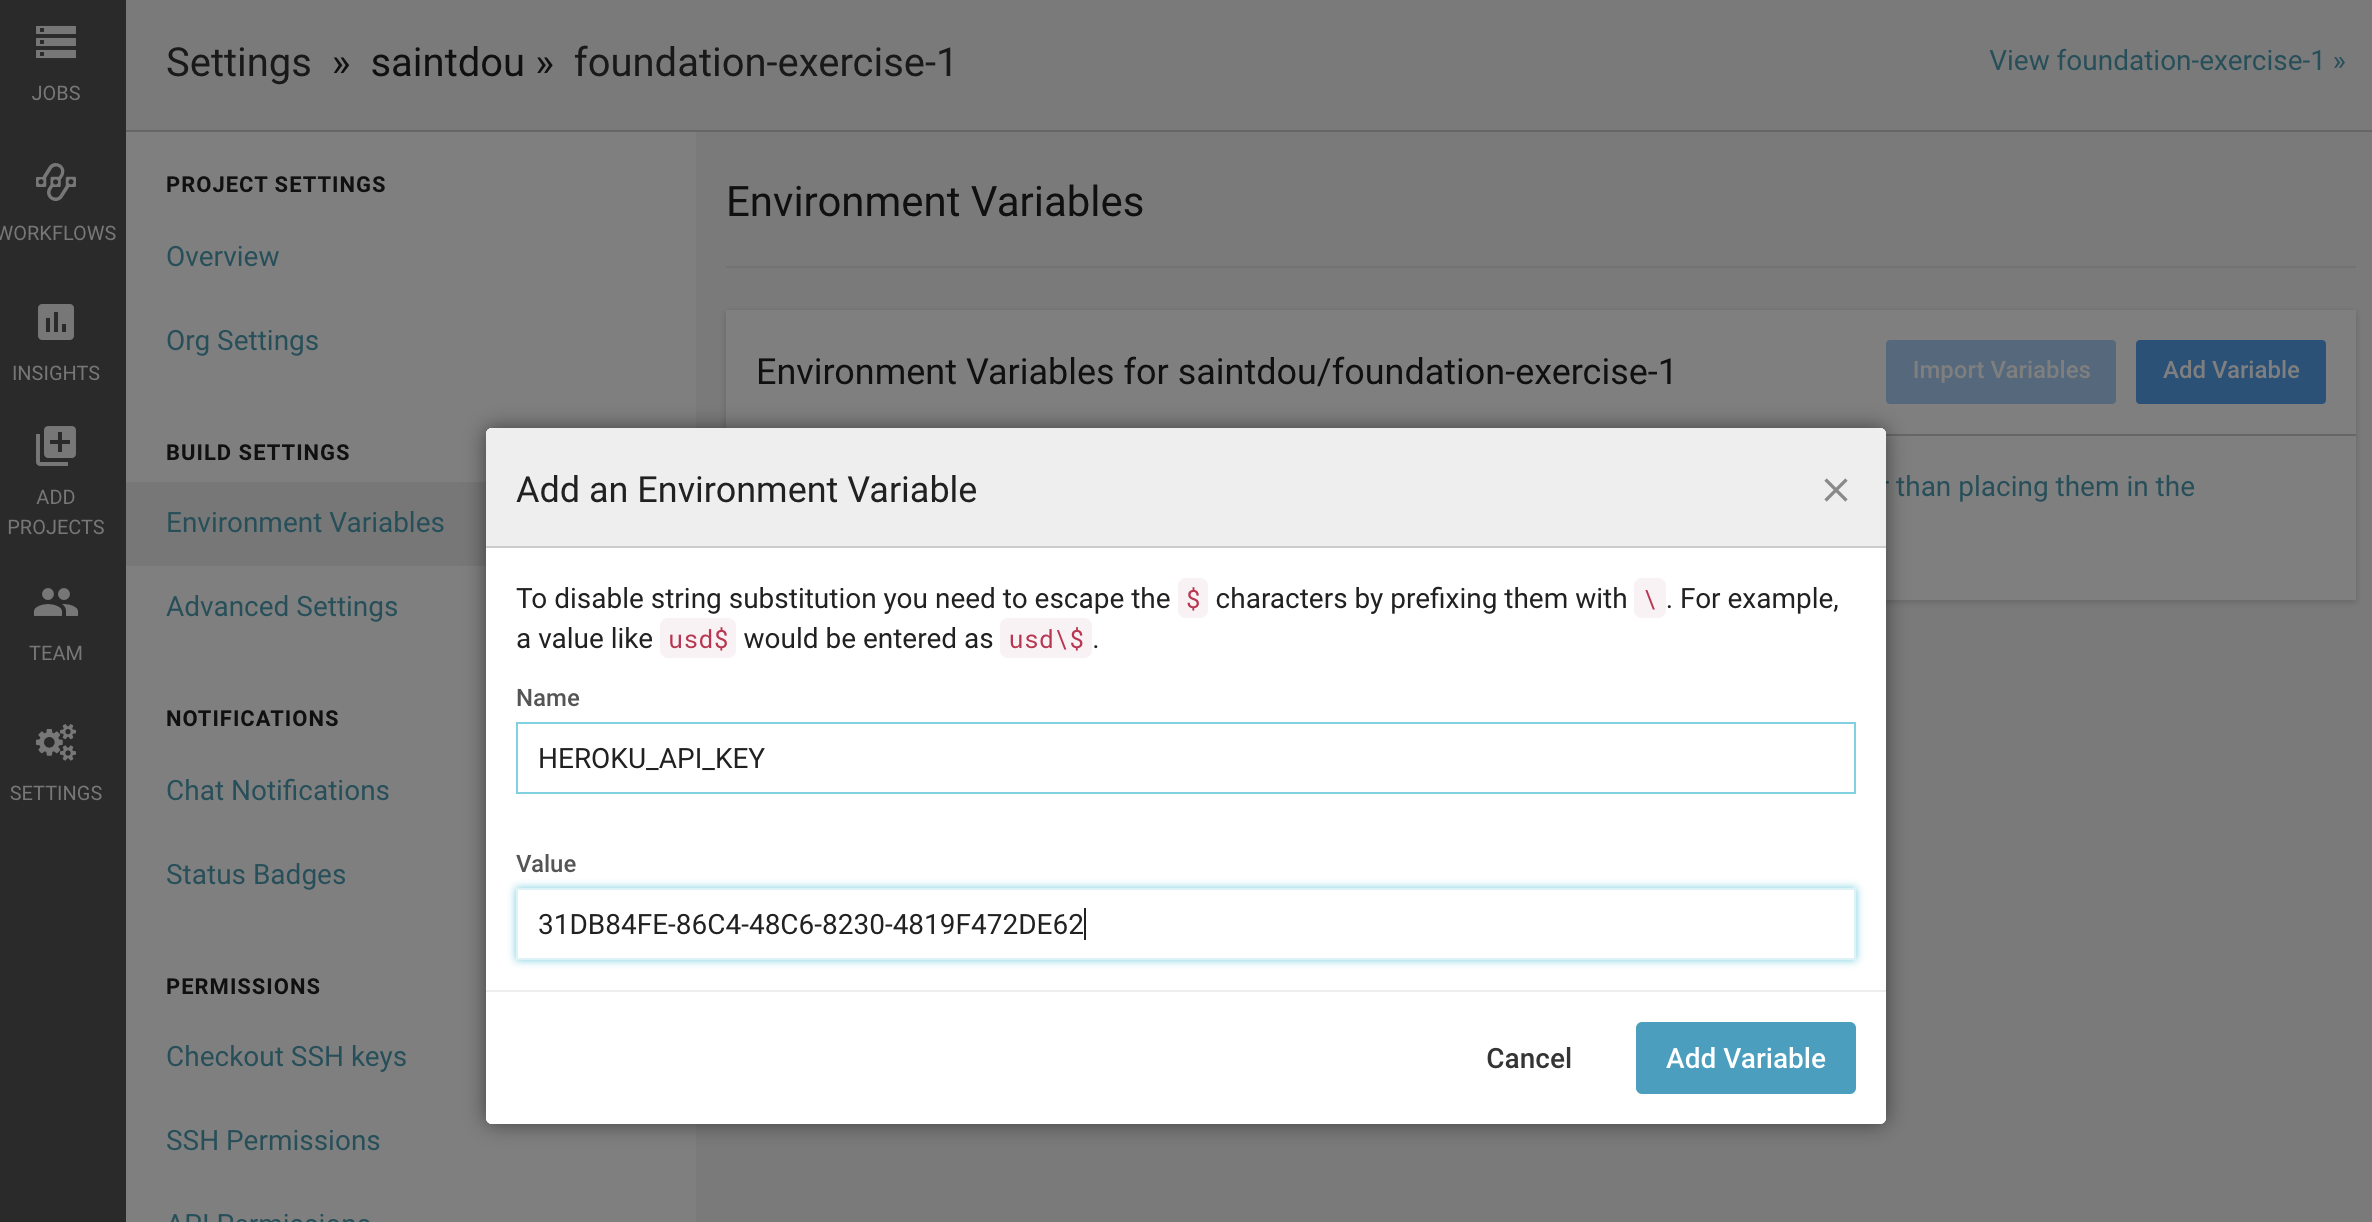 JOBS
WORKFLOWS
INSIGHTS
ADD
PROJECTS
TEAM
SETTINGS
Settings » saintdou » foundation-exercise-1
View foundation-exercise-1 »
PROJECT SETTINGS
Overview
Org Settings
BUILD SETTINGS
Environment Variables
Advanced Settings
NOTIFICATIONS
Chat Notifications
Status Badges
PERMISSIONS
Checkout SSH keys
SSH Permissions
API Permissions
Environment Variables
Environment Variables for saintdou/foundation-exercise-1
Import Variables
Add Variable
than placing them in the
Add an Environment Variable
To disable string substitution you need to escape the $ characters by prefixing them with \. For example,
a value like usd$ would be entered as usd\$.
Name
HEROKU_API_KEY
Value
31DB84FE-86C4-48C6-8230-4819F472DE62
Cancel
Add Variable